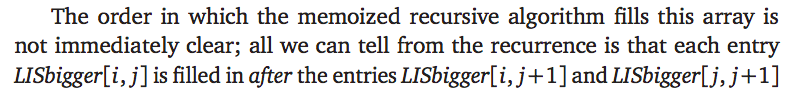 The order in which the memoized recursive algorithm fills this array is
not immediately clear; all we can tell from the recurrence is that each entry
LISbigger[i, j] is filled in after the entries LISbigger[i, j+1] and LISbigger[j, j+1]